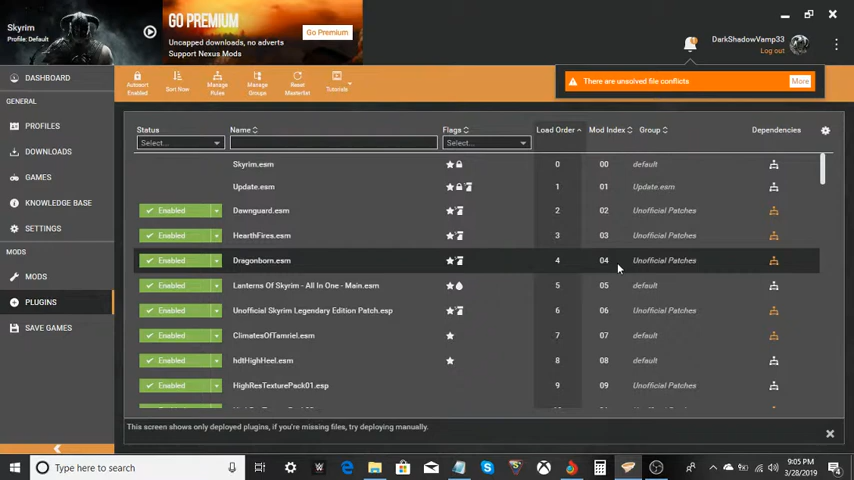 Skyrim
Profile: Default
GO PREMIUM
Uncapped downloads, no adverts
Support Nexus Mods
Go Premium
DarkShadowVamp33
Log out
There are unsolved file conflicts
More
DASHBOARD
GENERAL
PROFILES
DOWNLOADS
GAMES
KNOWLEDGE BASE
SETTINGS
MODS
MODS
PLUGINS
SAVE GAMES
Autosort Enabled
Sort Now
Manage Rules
Manage Groups
Reset Masterlist
Tutorials
Status Name Flags Load Order Mod Index Group Dependencies
Select... Select...
Skyrim.esm 0 00 default
Update.esm 1 01 Update.esm
Enabled Dawnguard.esm 2 02 Unofficial Patches
Enabled HearthFires.esm 3 03 Unofficial Patches
Enabled Dragonborn.esm 4 04 Unofficial Patches
Enabled Lanterns Of Skyrim - All In One - Main.esm 5 05 default
Enabled Unofficial Skyrim Legendary Edition Patch.esp 6 06 Unofficial Patches
Enabled ClimatesOfTamriel.esm 7 07 default
Enabled hdtHighHeel.esm 8 08 default
Enabled HighResTexturePack01.esp 9 09 Unofficial Patches
This screen shows only deployed plugins, if you're missing files, try deploying manually.
Type here to search
9:05 PM
3/28/2019
4